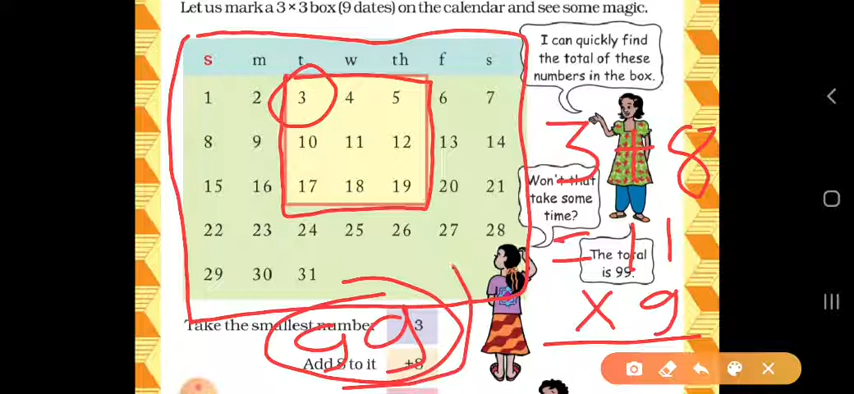 Let us mark a 3 × 3 box (9 dates) on the calendar and see some magic.
s m t w th f s
1 2 3 4 5 6 7
8 9 10 11 12 13 14
15 16 17 18 19 20 21
22 23 24 25 26 27 28
29 30 31
I can quickly find
the total of these
numbers in the box.
Won't that
take some
time?
The total
is 99.
3+8
=11
× 9
99
Take the smallest number 3
Add 8 to it +8